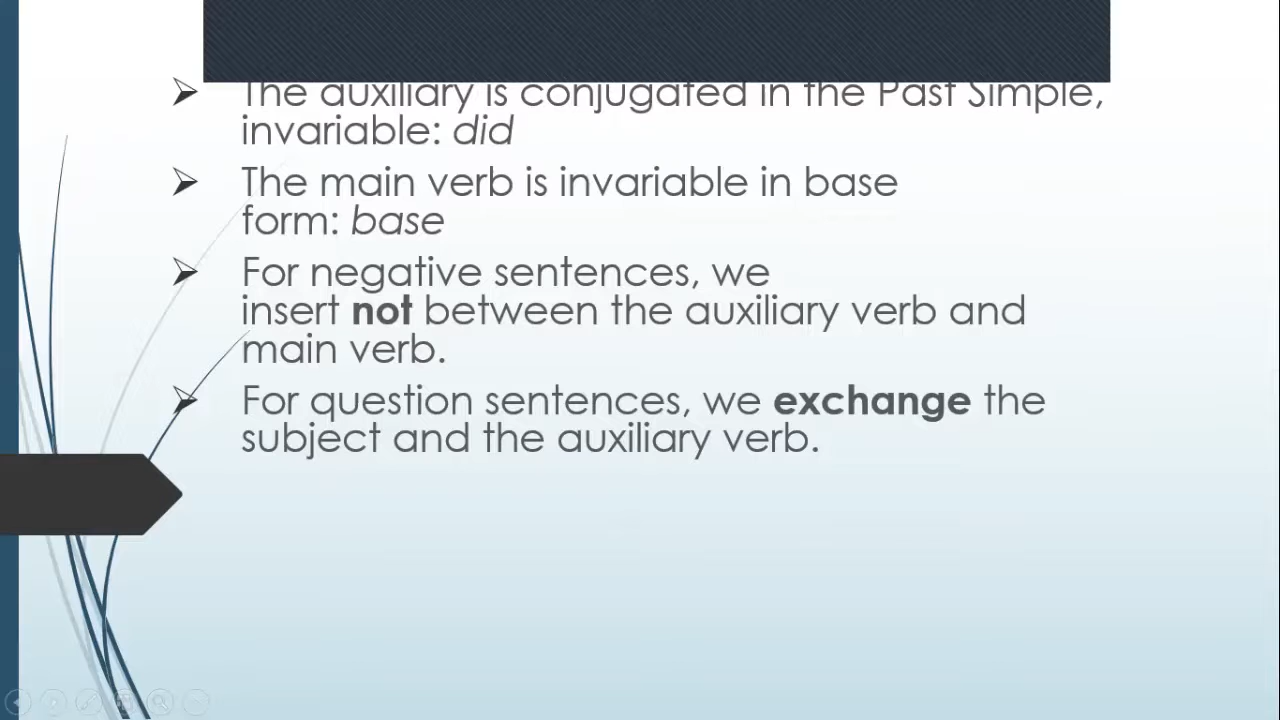 The auxiliary is conjugated in the Past Simple,
invariable: did
The main verb is invariable in base
form: base
For negative sentences, we
insert not between the auxiliary verb and
main verb.
For question sentences, we exchange the
subject and the auxiliary verb.